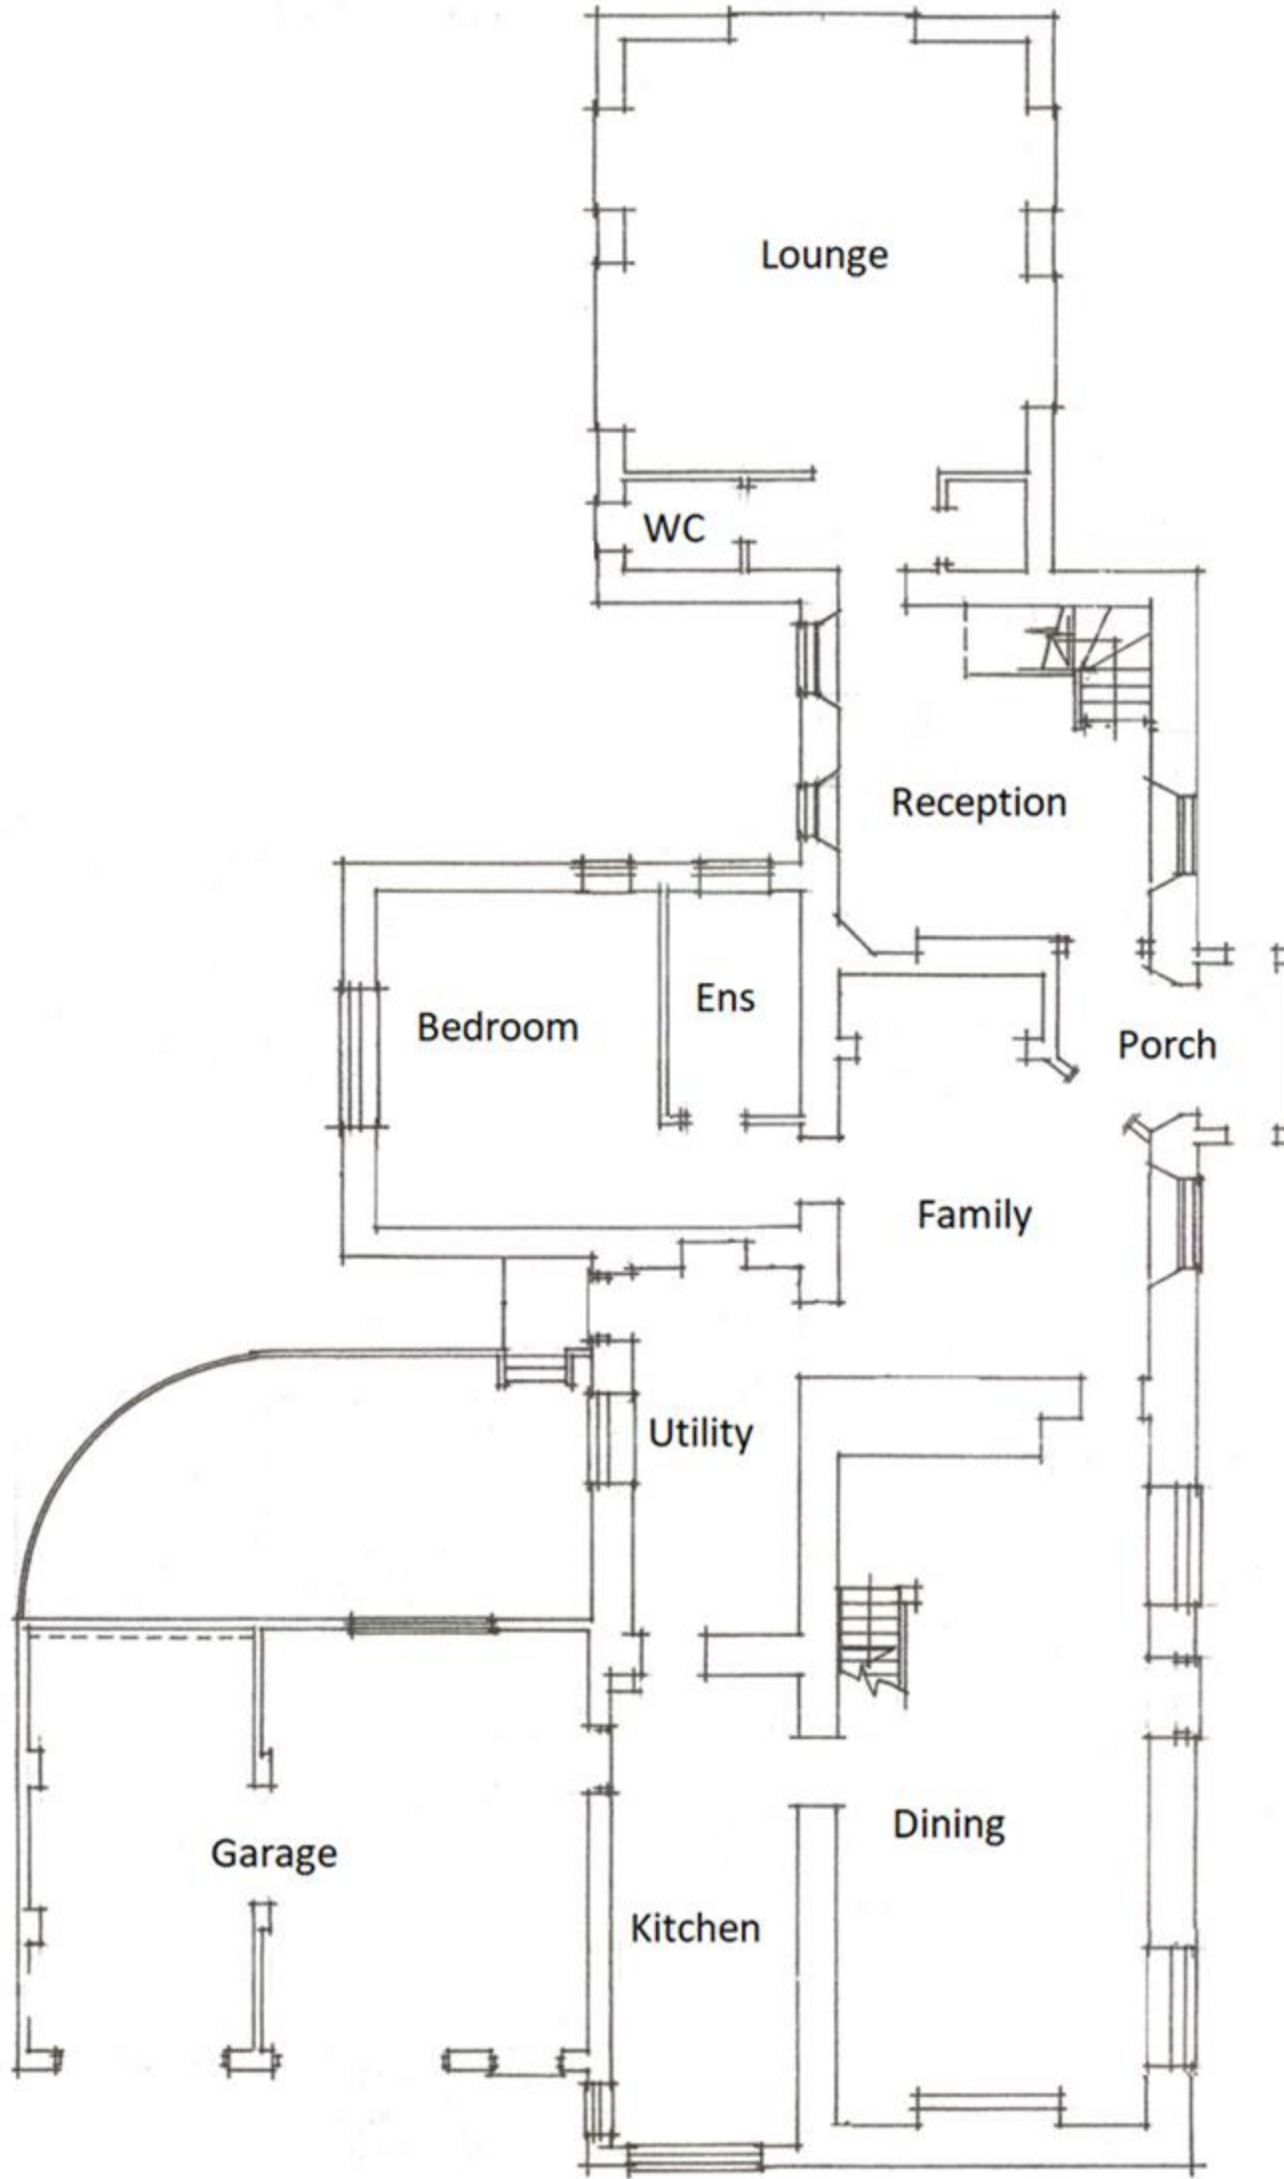 Lounge
WC
Reception
Bedroom
Ens
Porch
Family
Utility
Dining
Garage
Kitchen